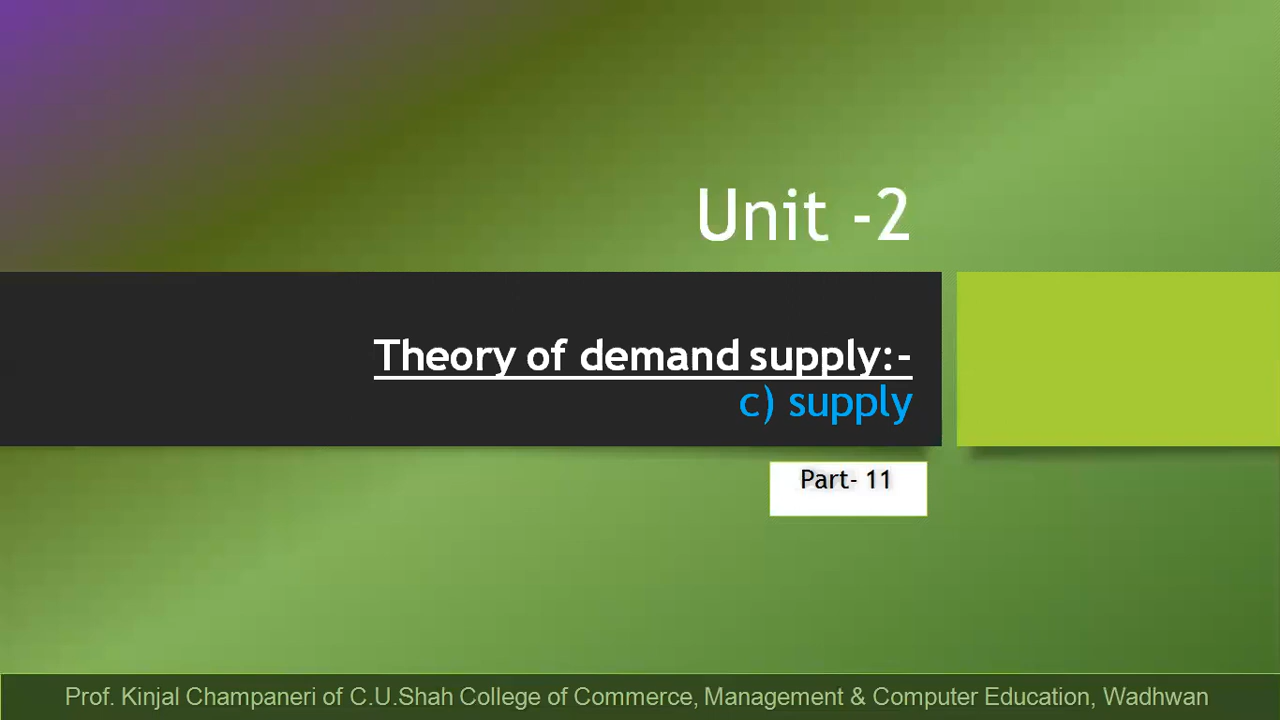 Unit -2
Theory of demand supply:-
c) supply
Part- 11
Prof. Kinjal Champaneri of C.U.Shah College of Commerce, Management & Computer Education, Wadhwan